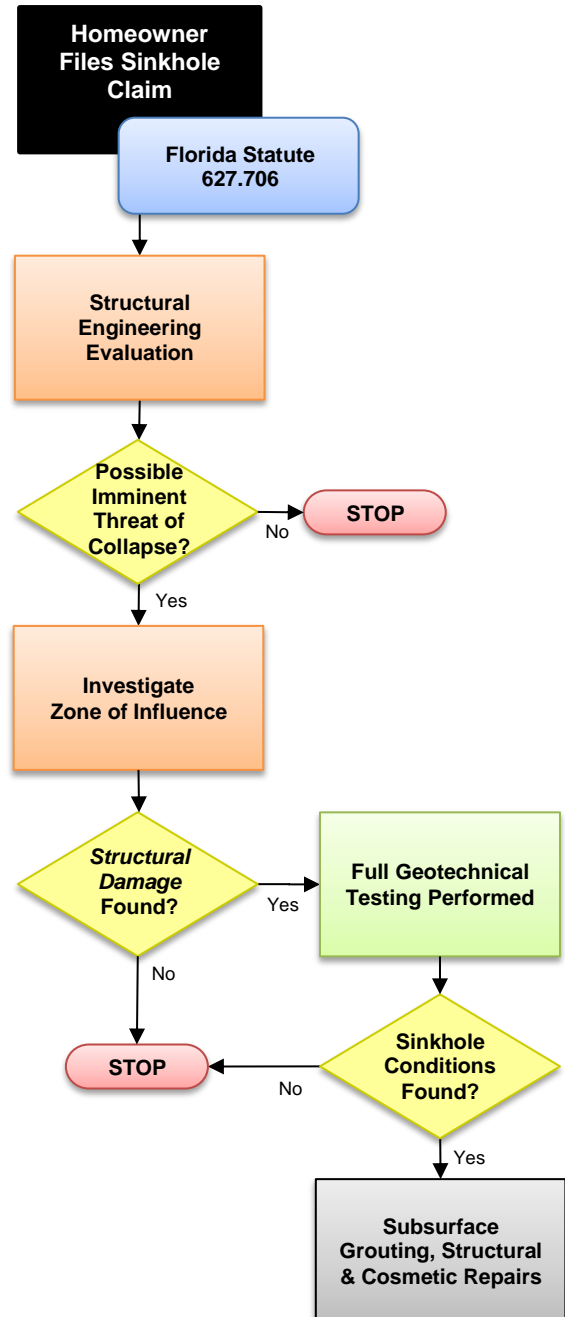 Homeowner
Files Sinkhole
Claim
Florida Statute
627.706
Structural
Engineering
Evaluation
Possible
Imminent
Threat of
Collapse?
No
STOP
Yes
Investigate
Zone of Influence
Structural
Damage
Found?
Yes
Full Geotechnical
Testing Performed
No
STOP
No
Sinkhole
Conditions
Found?
Yes
Subsurface
Grouting, Structural
& Cosmetic Repairs